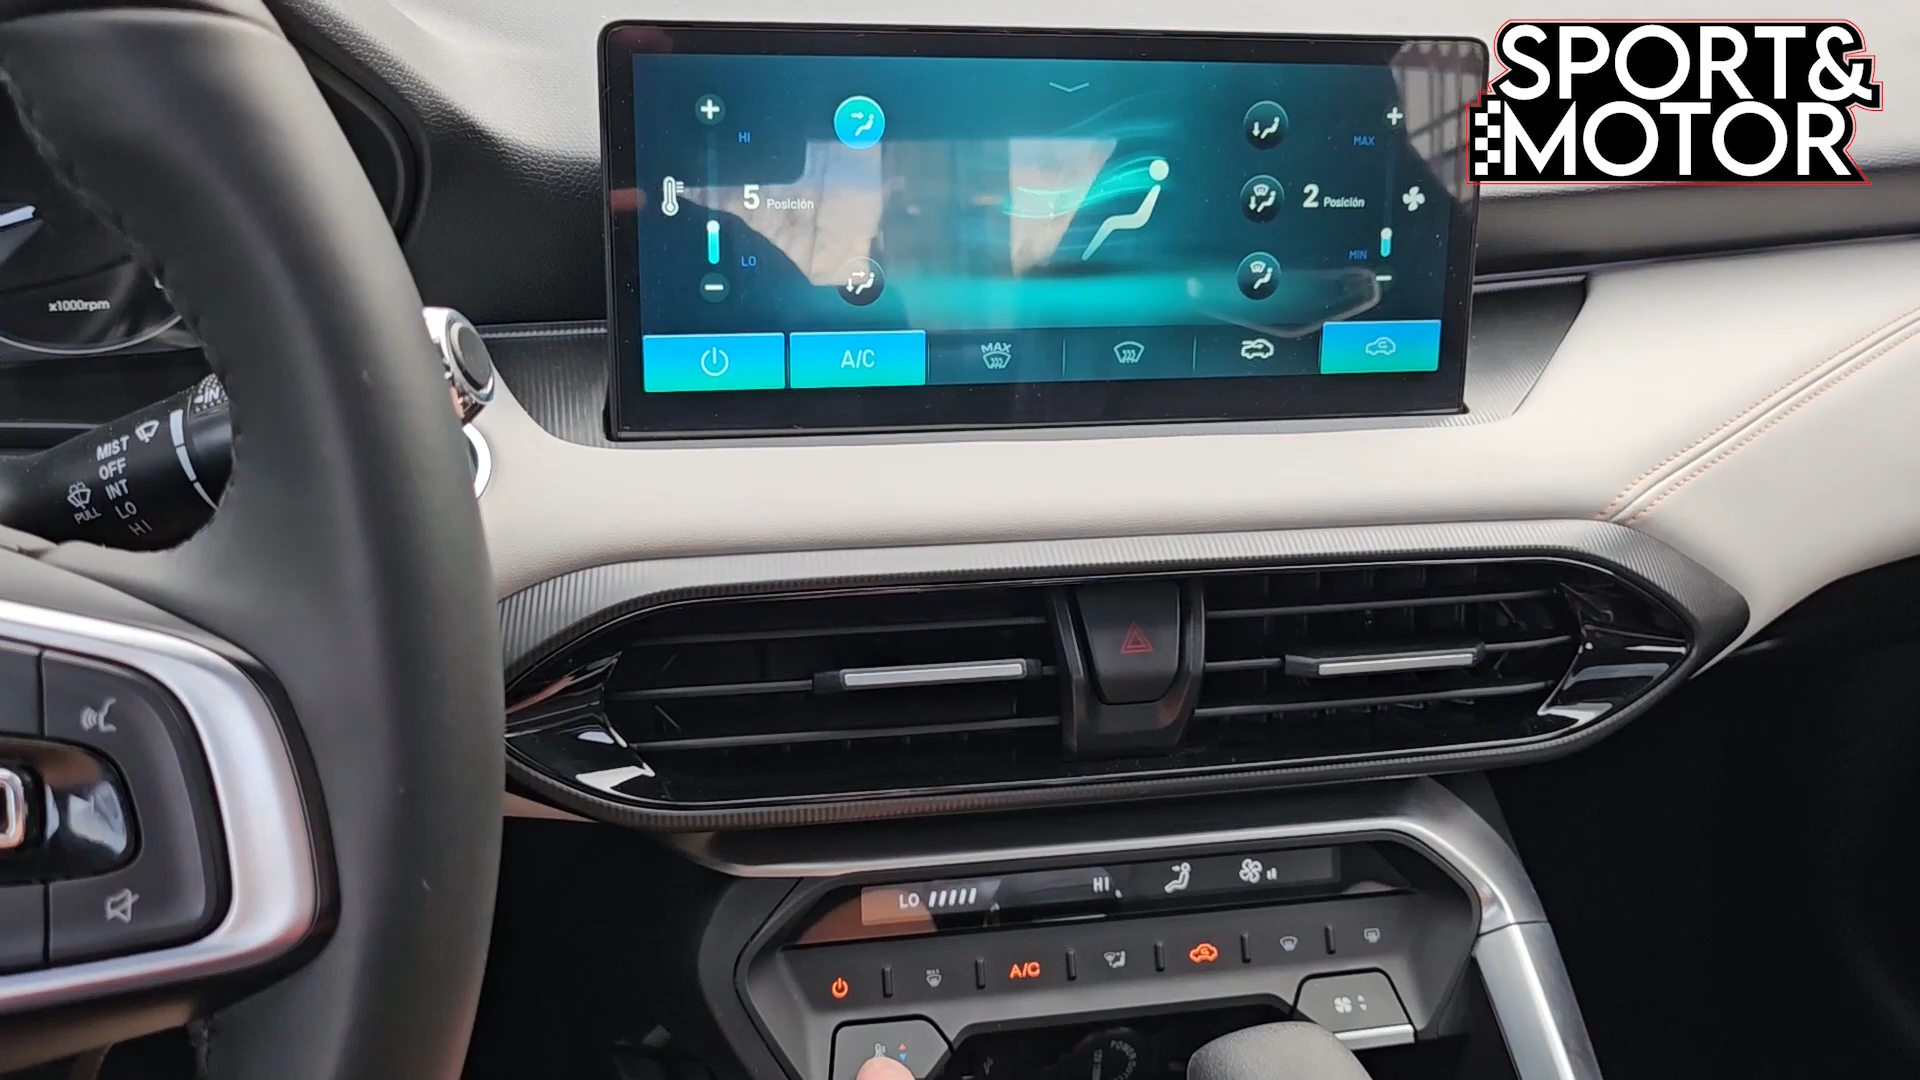 SPORT&
MOTOR
HI
MAX
5 Posición
2 Posición
LO
MIN
x1000rpm
A/C
MAX
MIST
OFF
INT
PULL
LO
HI
LO
HI
A/C